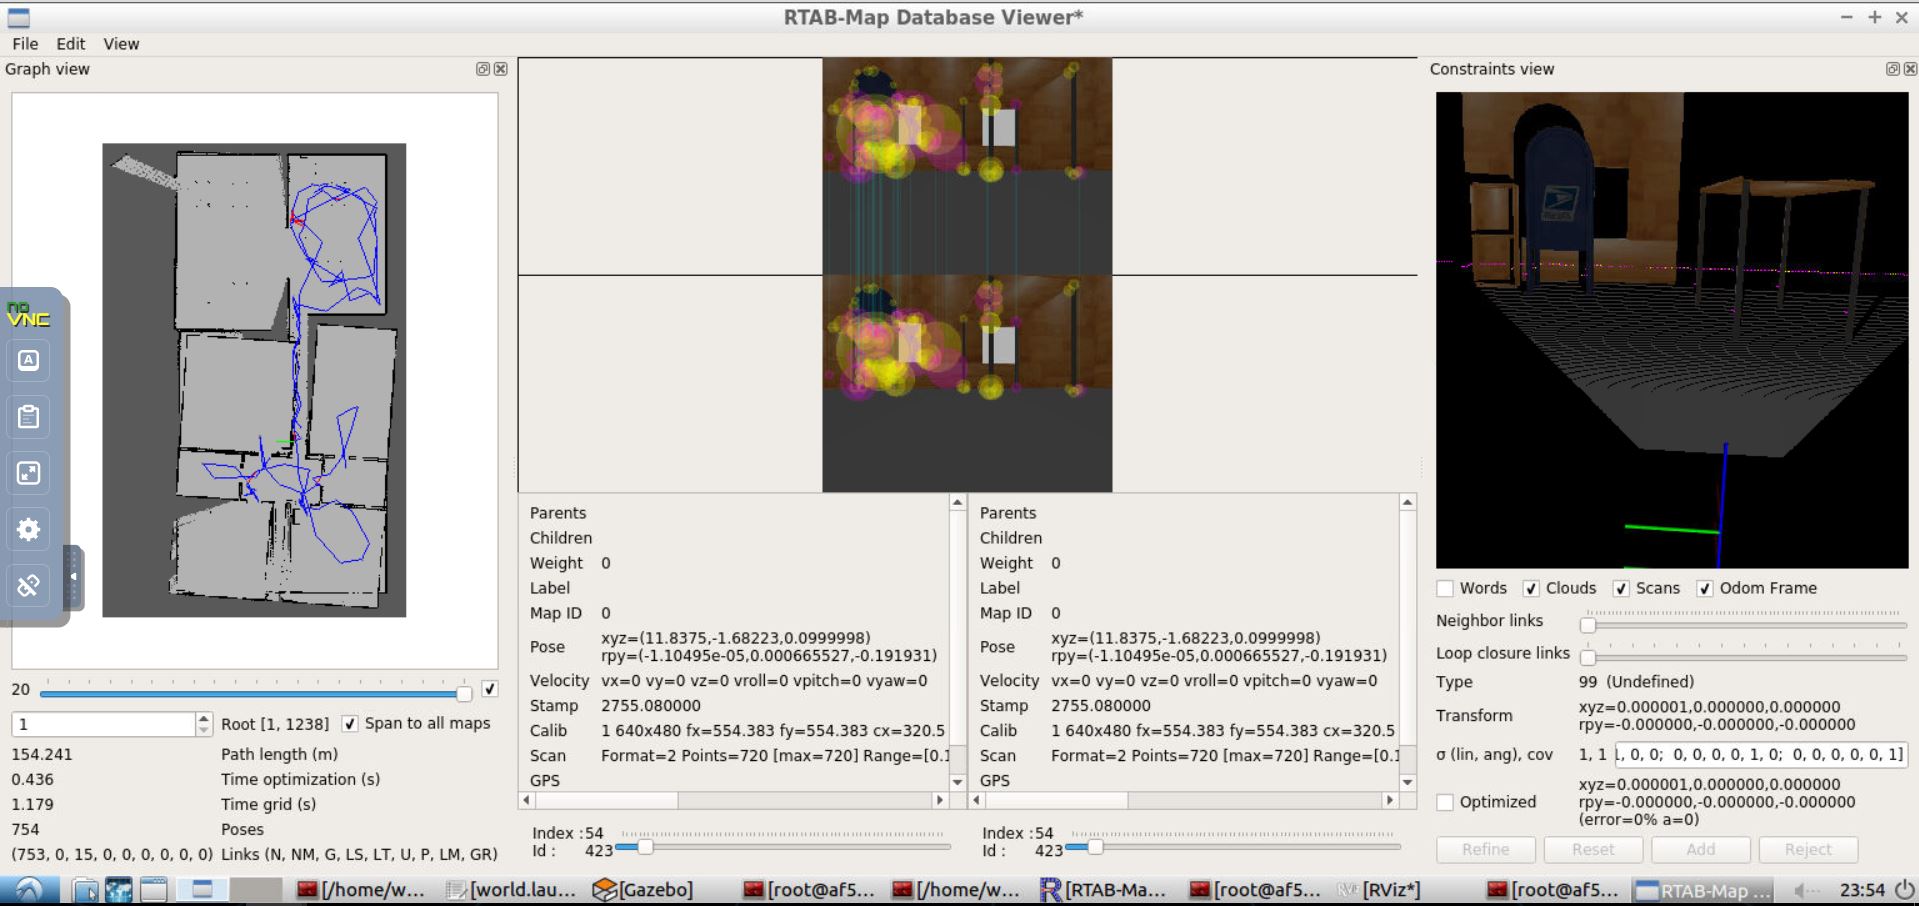 RTAB-Map Database Viewer*
File Edit View
Graph view
Constraints view
no
VNC
A
20
1 Root [1, 1238] Span to all maps
154.241 Path length (m)
0.436 Time optimization (s)
1.179 Time grid (s)
754 Poses
(753, 0, 15, 0, 0, 0, 0, 0, 0) Links (N, NM, G, LS, LT, U, P, LM, GR)
Parents
Children
Weight 0
Label
Map ID 0
Pose xyz=(11.8375,-1.68223,0.0999998)
rpy=(-1.10495e-05,0.000665527,-0.191931)
Velocity vx=0 vy=0 vz=0 vroll=0 vpitch=0 vyaw=0
Stamp 2755.080000
Calib 1 640x480 fx=554.383 fy=554.383 cx=320.5
Scan Format=2 Points=720 [max=720] Range=[0.1
GPS
Index : 54
Id : 423
Parents
Children
Weight 0
Label
Map ID 0
Pose xyz=(11.8375,-1.68223,0.0999998)
rpy=(-1.10495e-05,0.000665527,-0.191931)
Velocity vx=0 vy=0 vz=0 vroll=0 vpitch=0 vyaw=0
Stamp 2755.080000
Calib 1 640x480 fx=554.383 fy=554.383 cx=320.5
Scan Format=2 Points=720 [max=720] Range=[0.1
GPS
Index : 54
Id : 423
Words Clouds Scans Odom Frame
Neighbor links
Loop closure links
Type 99 (Undefined)
Transform xyz=0.000001,0.000000,0.000000
rpy=-0.000000,-0.000000,-0.000000
σ (lin, ang), cov 1, 1 , 0, 0; 0, 0, 0, 0, 1, 0; 0, 0, 0, 0, 0, 1]
Optimized xyz=0.000001,0.000000,0.000000
rpy=-0.000000,-0.000000,-0.000000
(error=0% a=0)
Refine Reset Add Reject
[/home/w... [world.lau... [Gazebo] [root@af5... [/home/w... [RTAB-Ma... [root@af5... [RViz*] [root@af5... RTAB-Map ... 23:54